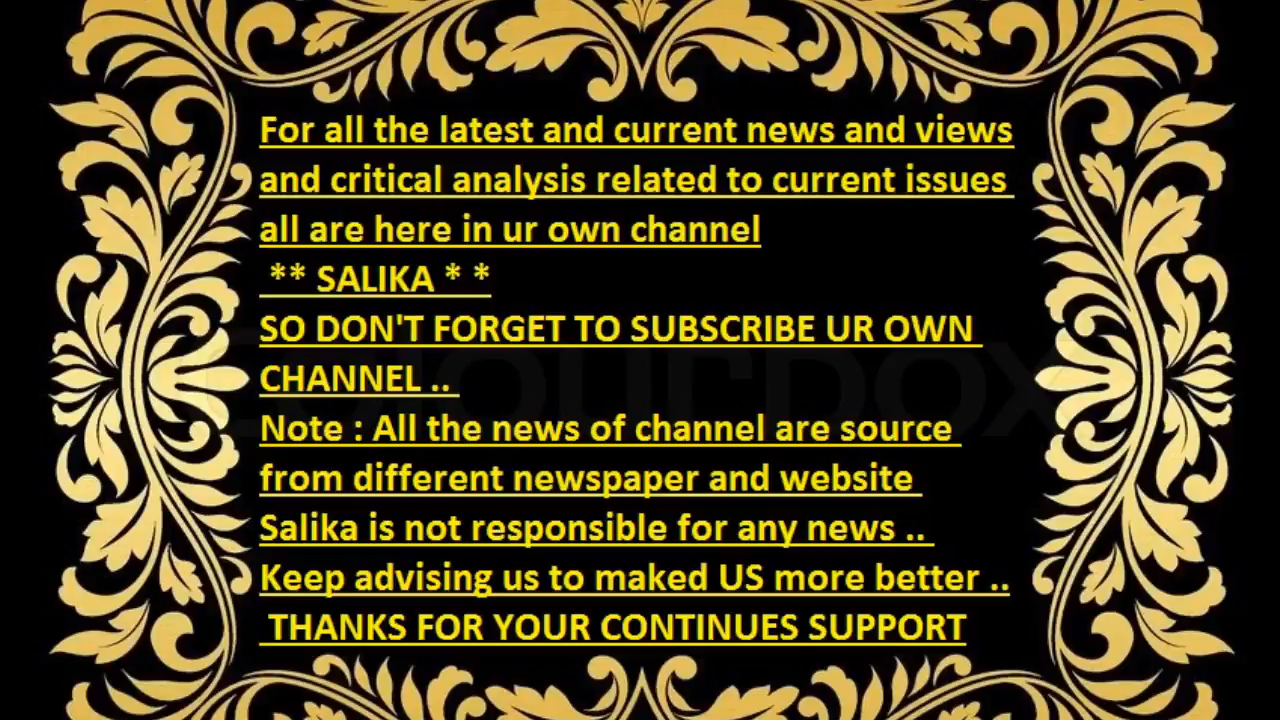 For all the latest and current news and views
and critical analysis related to current issues
all are here in ur own channel
** SALIKA * *
SO DON'T FORGET TO SUBSCRIBE UR OWN
CHANNEL ..
Note : All the news of channel are source
from different newspaper and website
Salika is not responsible for any news ..
Keep advising us to maked US more better ..
THANKS FOR YOUR CONTINUES SUPPORT